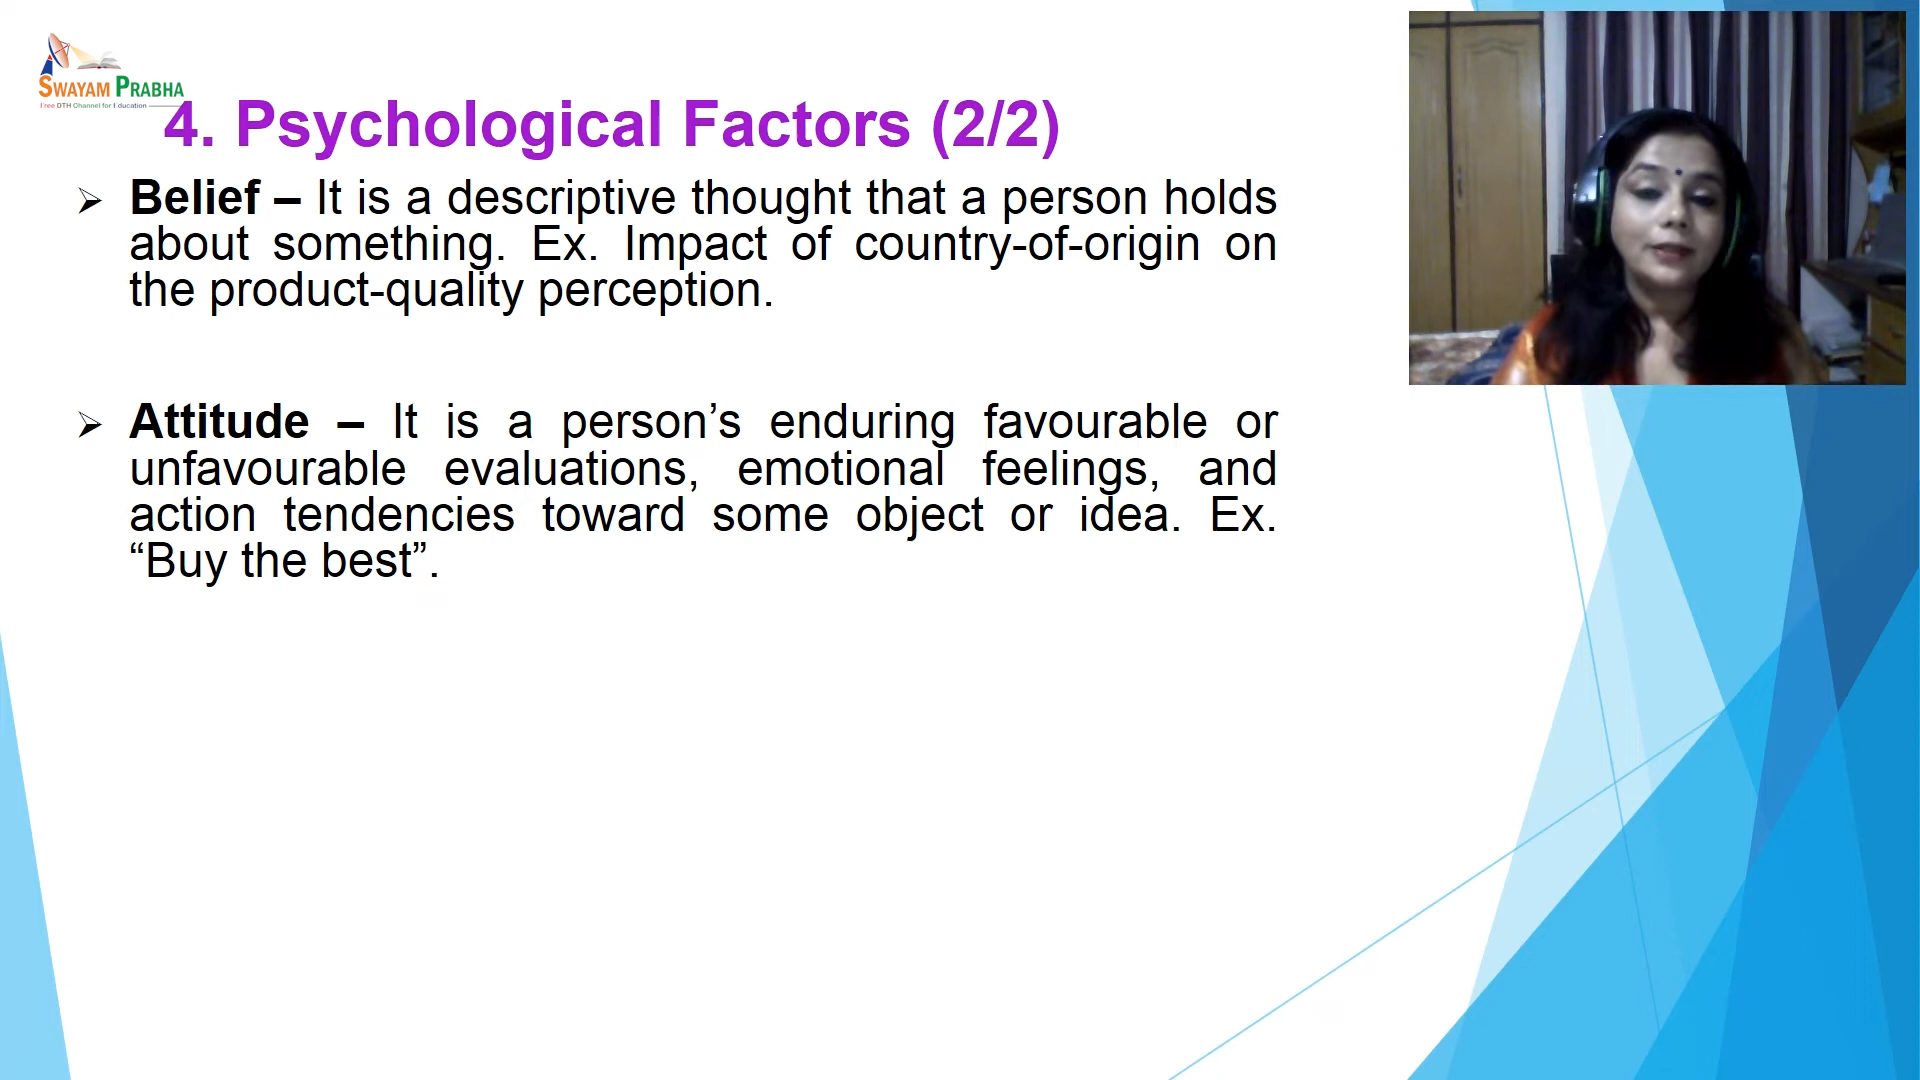 SWAYAM PRABHA
Free DTH Channel for Education
4. Psychological Factors (2/2)
➢ Belief – It is a descriptive thought that a person holds
about something. Ex. Impact of country-of-origin on
the product-quality perception.
➢ Attitude – It is a person’s enduring favourable or
unfavourable evaluations, emotional feelings, and
action tendencies toward some object or idea. Ex.
“Buy the best”.